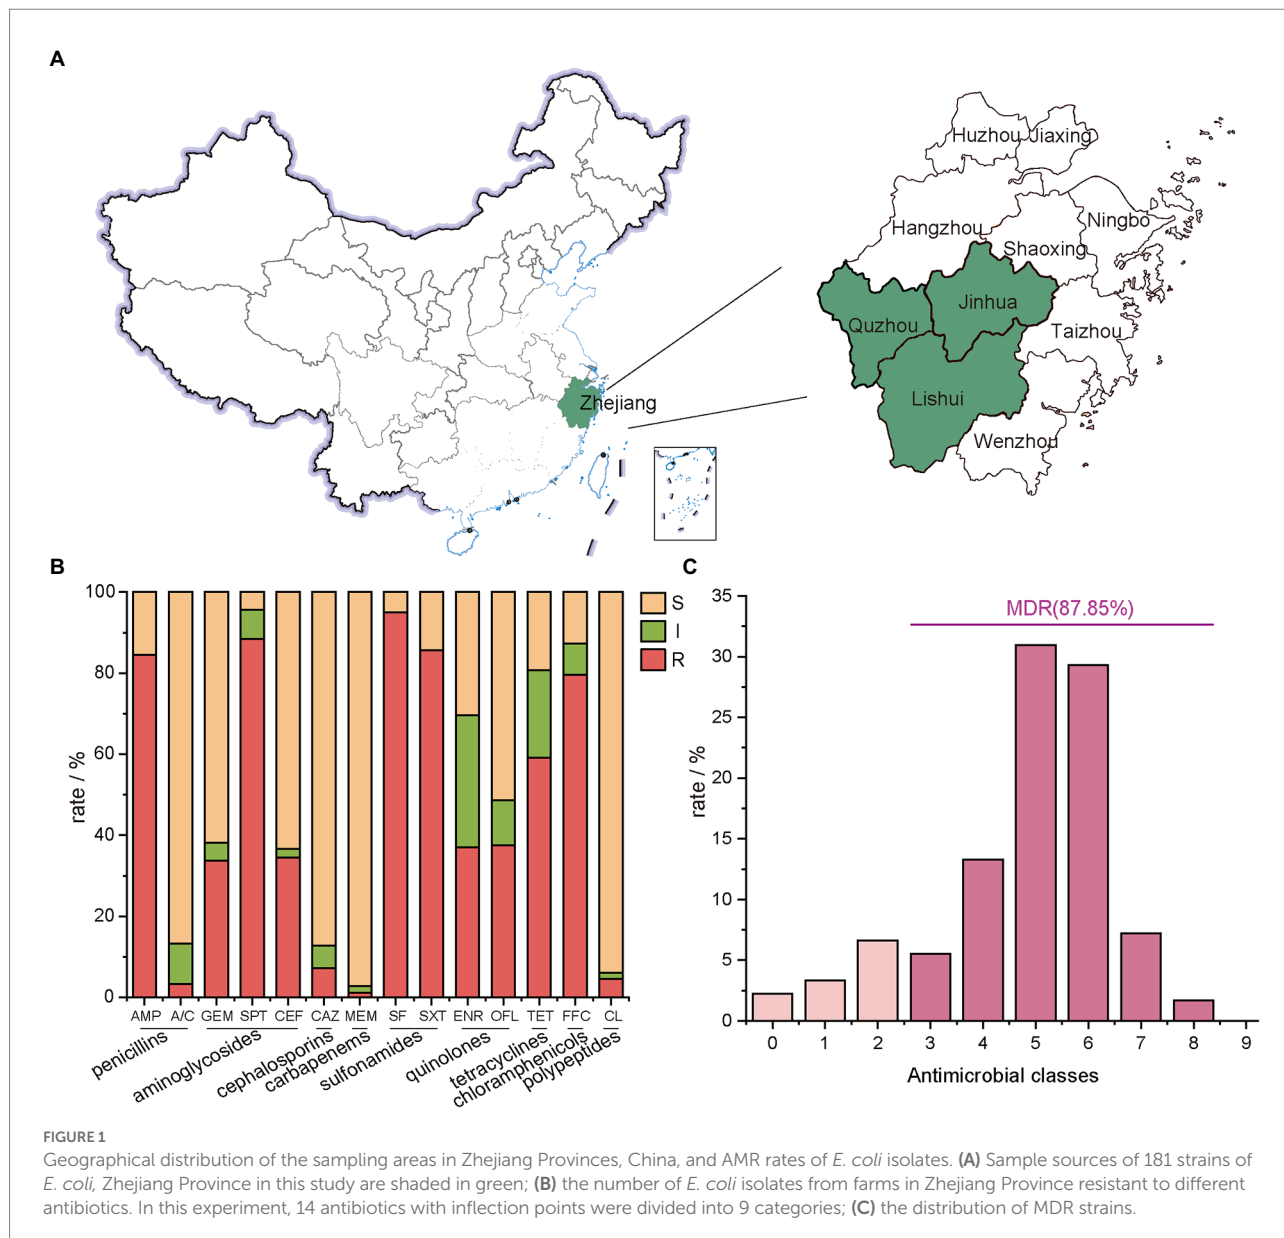 A
Zhejiang
Huzhou
Jiaxing
Hangzhou
Shaoxing
Ningbo
Jinhua
Quzhou
Taizhou
Lishui
Wenzhou
B
rate / %
100
80
60
40
20
0
S
I
R
AMP A/C GEM SPT CEF CAZ MEM SF SXT ENR OFL TET FFC CL
penicillins
aminoglycosides
cephalosporins
carbapenems
sulfonamides
quinolones
tetracyclines
chloramphenicols
polypeptides
C
MDR(87.85%)
rate / %
35
30
25
20
15
10
5
0
0 1 2 3 4 5 6 7 8 9
Antimicrobial classes
FIGURE 1
Geographical distribution of the sampling areas in Zhejiang Provinces, China, and AMR rates of E. coli isolates. (A) Sample sources of 181 strains of
E. coli, Zhejiang Province in this study are shaded in green; (B) the number of E. coli isolates from farms in Zhejiang Province resistant to different
antibiotics. In this experiment, 14 antibiotics with inflection points were divided into 9 categories; (C) the distribution of MDR strains.